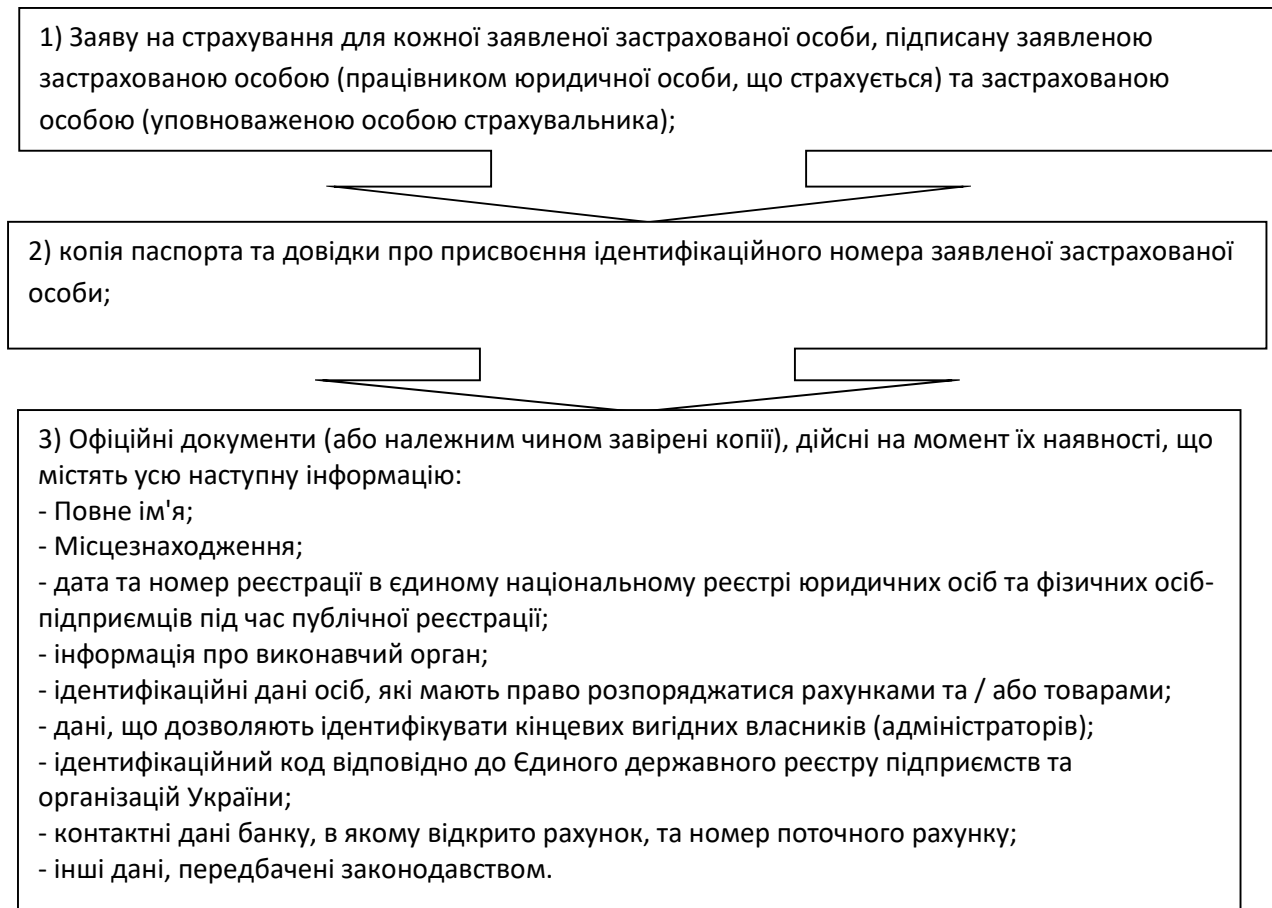 1) Заяву на страхування для кожної заявленої застрахованої особи, підписану заявленою
застрахованою особою (працівником юридичної особи, що страхується) та застрахованою
особою (уповноваженою особою страхувальника);
2) копія паспорта та довідки про присвоєння ідентифікаційного номера заявленої застрахованої
особи;
3) Офіційні документи (або належним чином завірені копії), дійсні на момент їх наявності, що
містять усю наступну інформацію:
- Повне ім'я;
- Місцезнаходження;
- дата та номер реєстрації в єдиному національному реєстрі юридичних осіб та фізичних осіб-
підприємців під час публічної реєстрації;
- інформація про виконавчий орган;
- ідентифікаційні дані осіб, які мають право розпоряджатися рахунками та / або товарами;
- дані, що дозволяють ідентифікувати кінцевих вигідних власників (адміністраторів);
- ідентифікаційний код відповідно до Єдиного державного реєстру підприємств та
організацій України;
- контактні дані банку, в якому відкрито рахунок, та номер поточного рахунку;
- інші дані, передбачені законодавством.